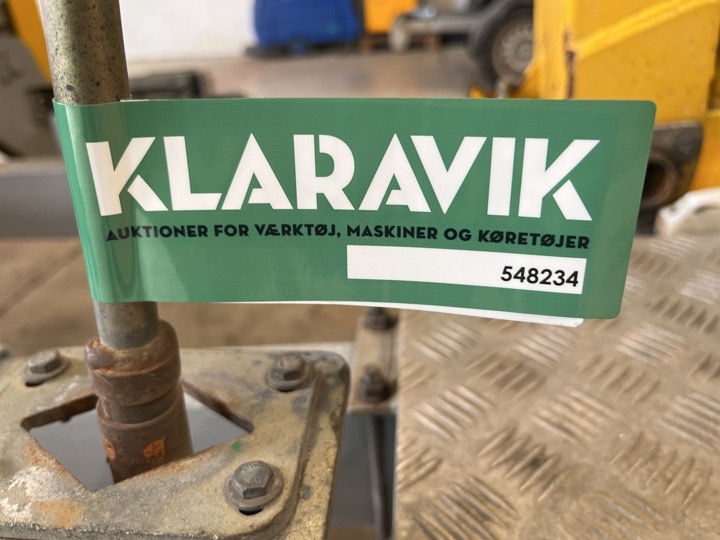 KLARAVIK
AUKTIONER FOR VÆRKTØJ, MASKINER OG KØRETØJER
548234